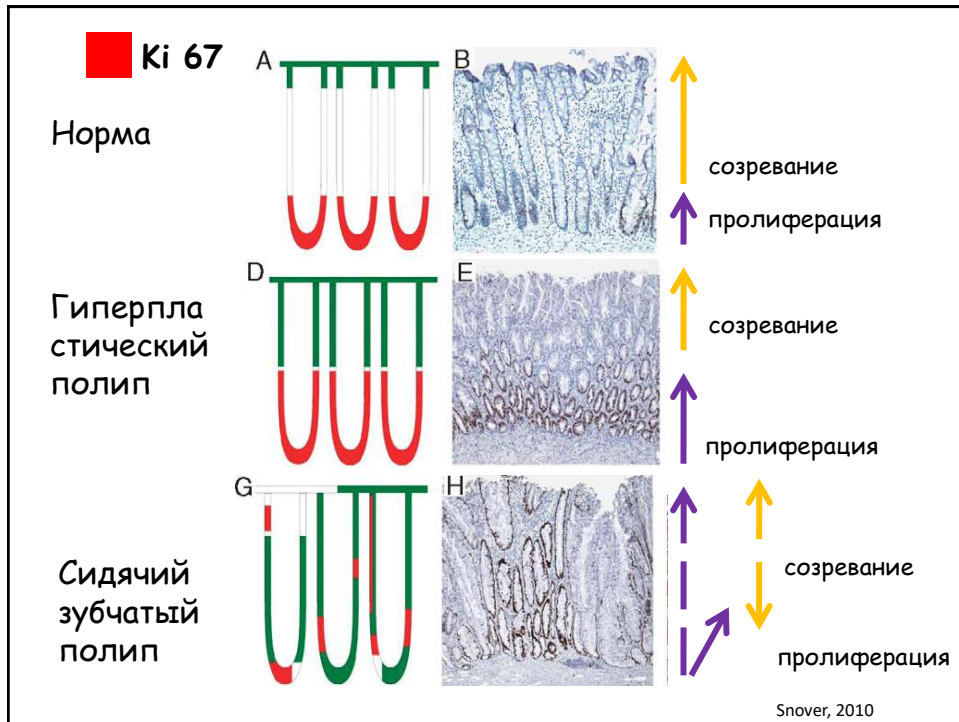 Ki 67
A
B
Норма
созревание
пролиферация
D
E
Гиперпла
стический
полип
созревание
пролиферация
G
H
Сидячий
зубчатый
полип
созревание
пролиферация
Snover, 2010